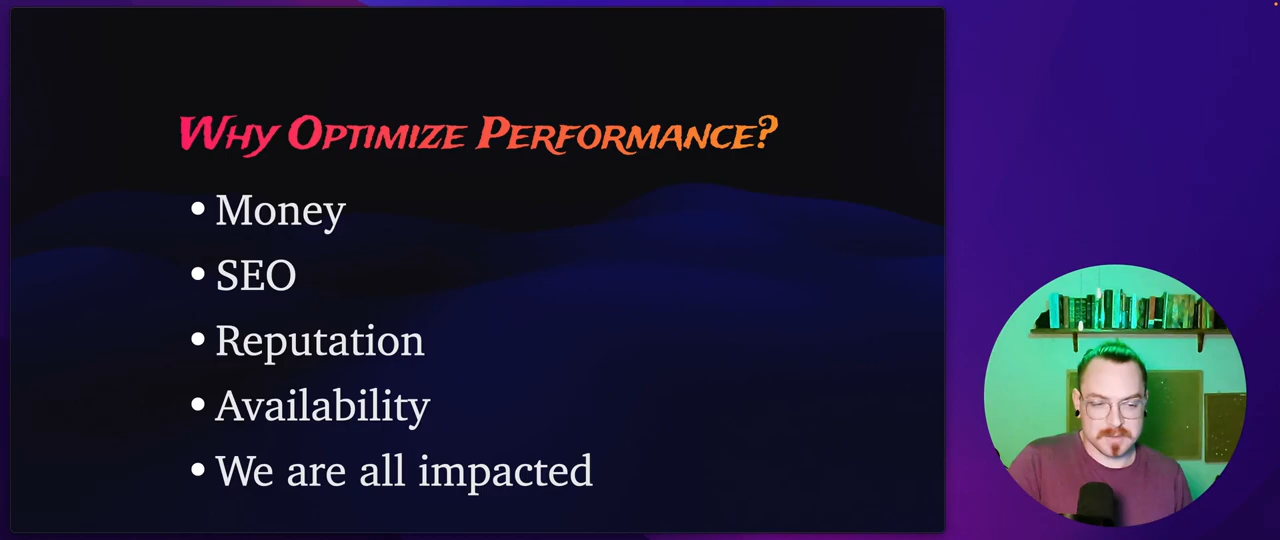 Why Optimize Performance?
• Money
• SEO
• Reputation
• Availability
• We are all impacted